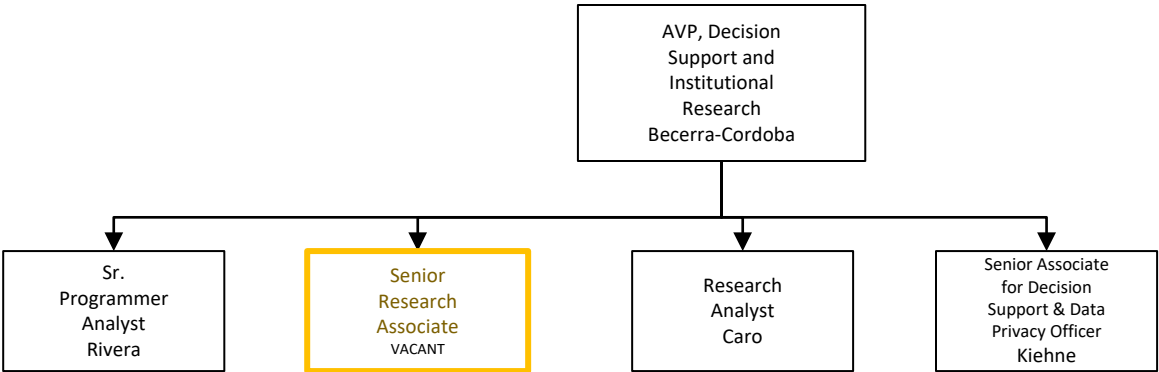 AVP, Decision
Support and
Institutional
Research
Becerra-Cordoba
Sr.
Programmer
Analyst
Rivera
Senior
Research
Associate
VACANT
Research
Analyst
Caro
Senior Associate
for Decision
Support & Data
Privacy Officer
Kiehne